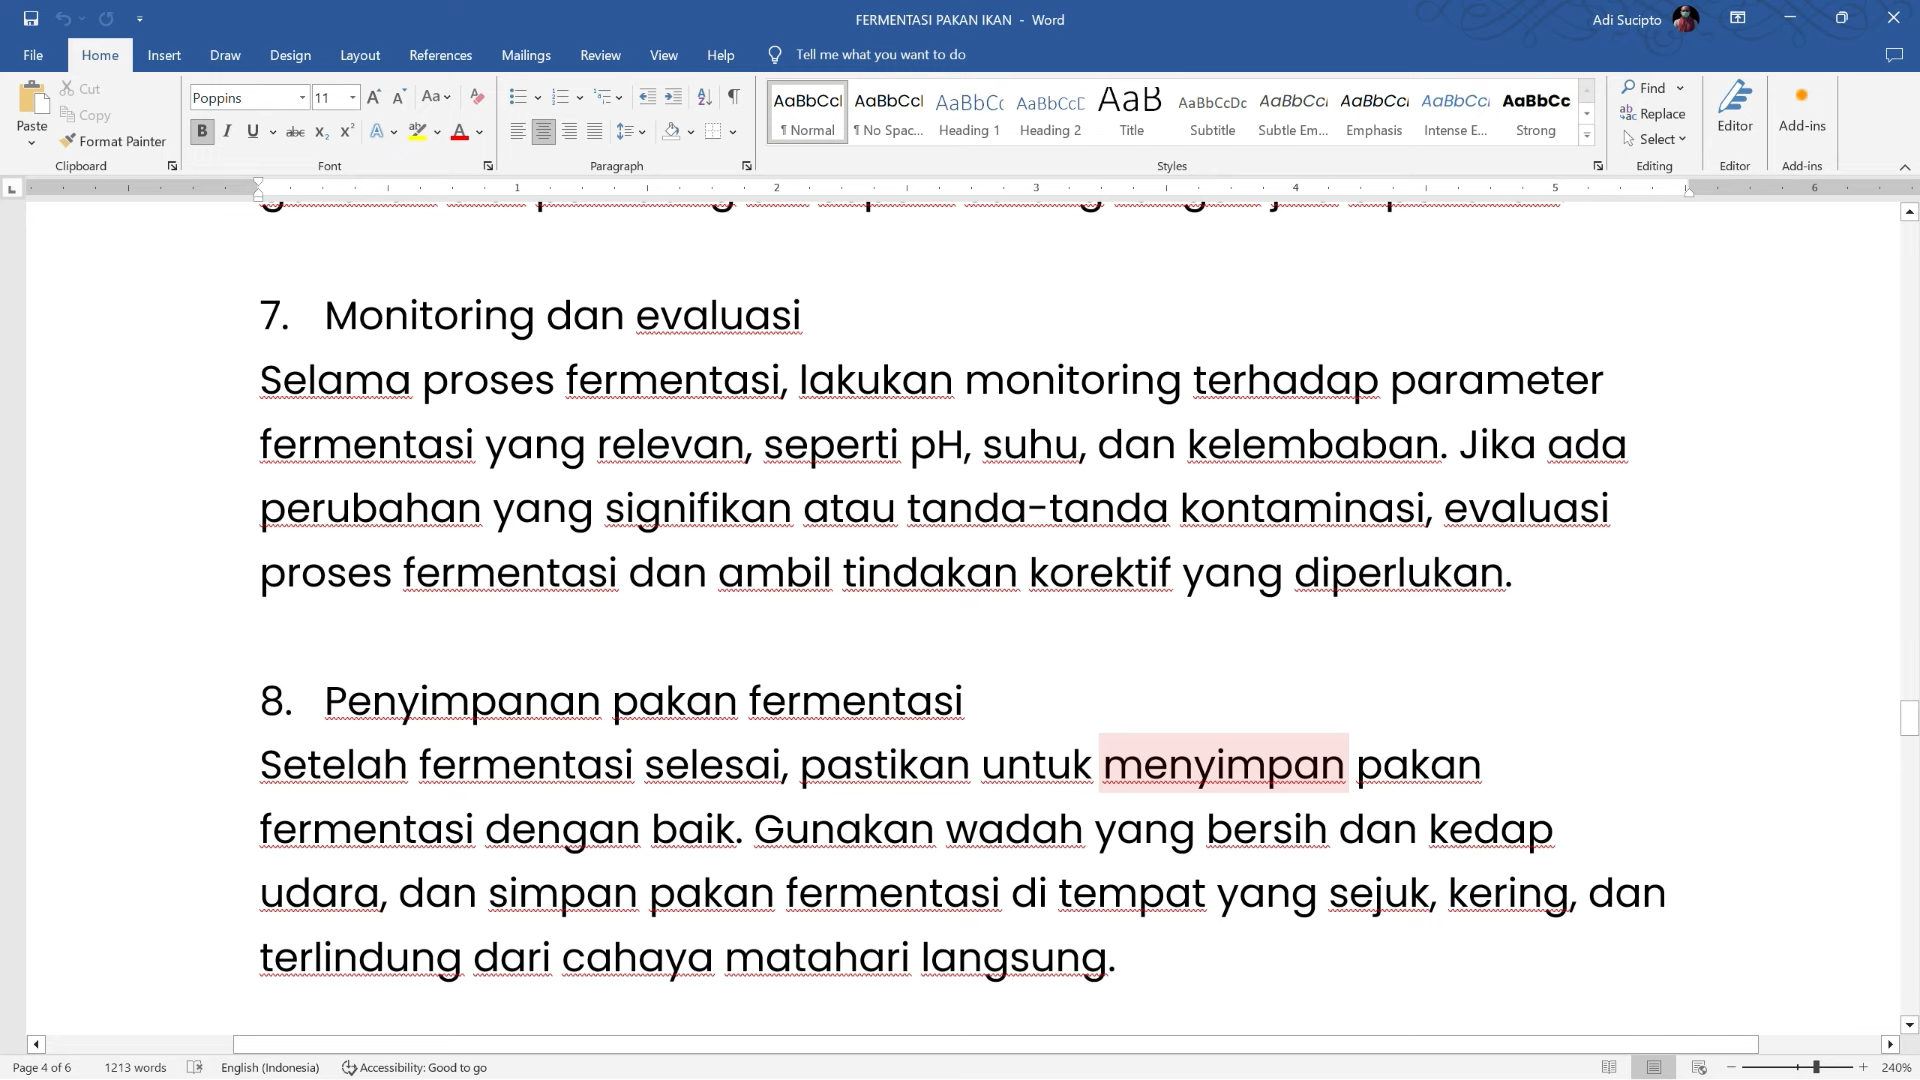 FERMENTASI PAKAN IKAN - Word
Adi Sucipto
File Home Insert Draw Design Layout References Mailings Review View Help Tell me what you want to do
Paste
Cut
Copy
Format Painter
Clipboard
Poppins 11
Font
Paragraph
AaBbCcI AaBbCcI AaBbCc AaBbCcD AaB AaBbCcDc AaBbCcI AaBbCcI AaBbCcI AaBbCc
¶ Normal ¶ No Spac... Heading 1 Heading 2 Title Subtitle Subtle Em... Emphasis Intense E... Strong
Styles
Find
Replace
Select
Editing
Editor
Editor
Add-ins
Add-ins
1 2 3 4 5 6
7. Monitoring dan evaluasi
Selama proses fermentasi, lakukan monitoring terhadap parameter
fermentasi yang relevan, seperti pH, suhu, dan kelembaban. Jika ada
perubahan yang signifikan atau tanda-tanda kontaminasi, evaluasi
proses fermentasi dan ambil tindakan korektif yang diperlukan.
8. Penyimpanan pakan fermentasi
Setelah fermentasi selesai, pastikan untuk menyimpan pakan
fermentasi dengan baik. Gunakan wadah yang bersih dan kedap
udara, dan simpan pakan fermentasi di tempat yang sejuk, kering, dan
terlindung dari cahaya matahari langsung.
Page 4 of 6 1213 words English (Indonesia) Accessibility: Good to go 240%